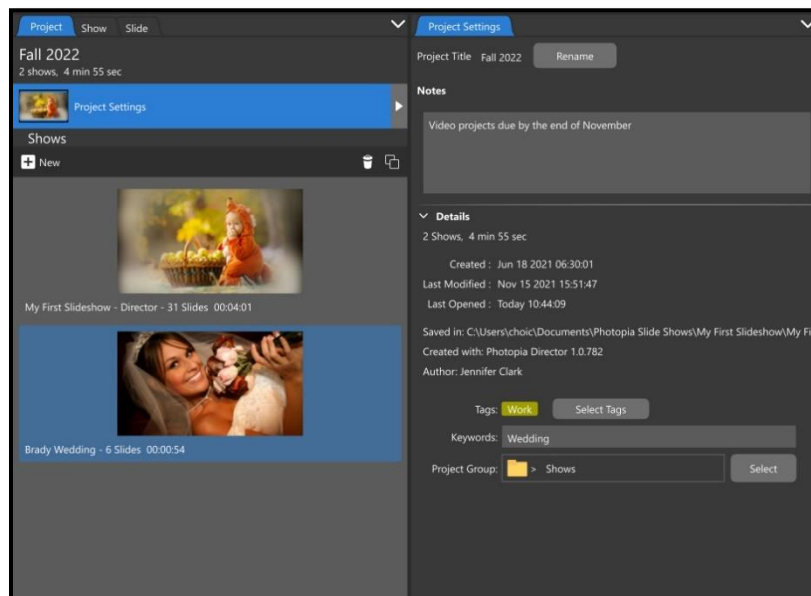 Project Show Slide
Fall 2022
2 shows, 4 min 55 sec
Project Settings
Shows
New
My First Slideshow - Director - 31 Slides 00:04:01
Brady Wedding - 6 Slides 00:00:54
Project Settings
Project Title Fall 2022 Rename
Notes
Video projects due by the end of November
Details
2 Shows, 4 min 55 sec
Created : Jun 18 2021 06:30:01
Last Modified : Nov 15 2021 15:51:47
Last Opened : Today 10:44:09
Saved in: C:\Users\choic\Documents\Photopia Slide Shows\My First Slideshow\My Fi
Created with: Photopia Director 1.0.782
Author: Jennifer Clark
Tags: Work Select Tags
Keywords: Wedding
Project Group: > Shows Select